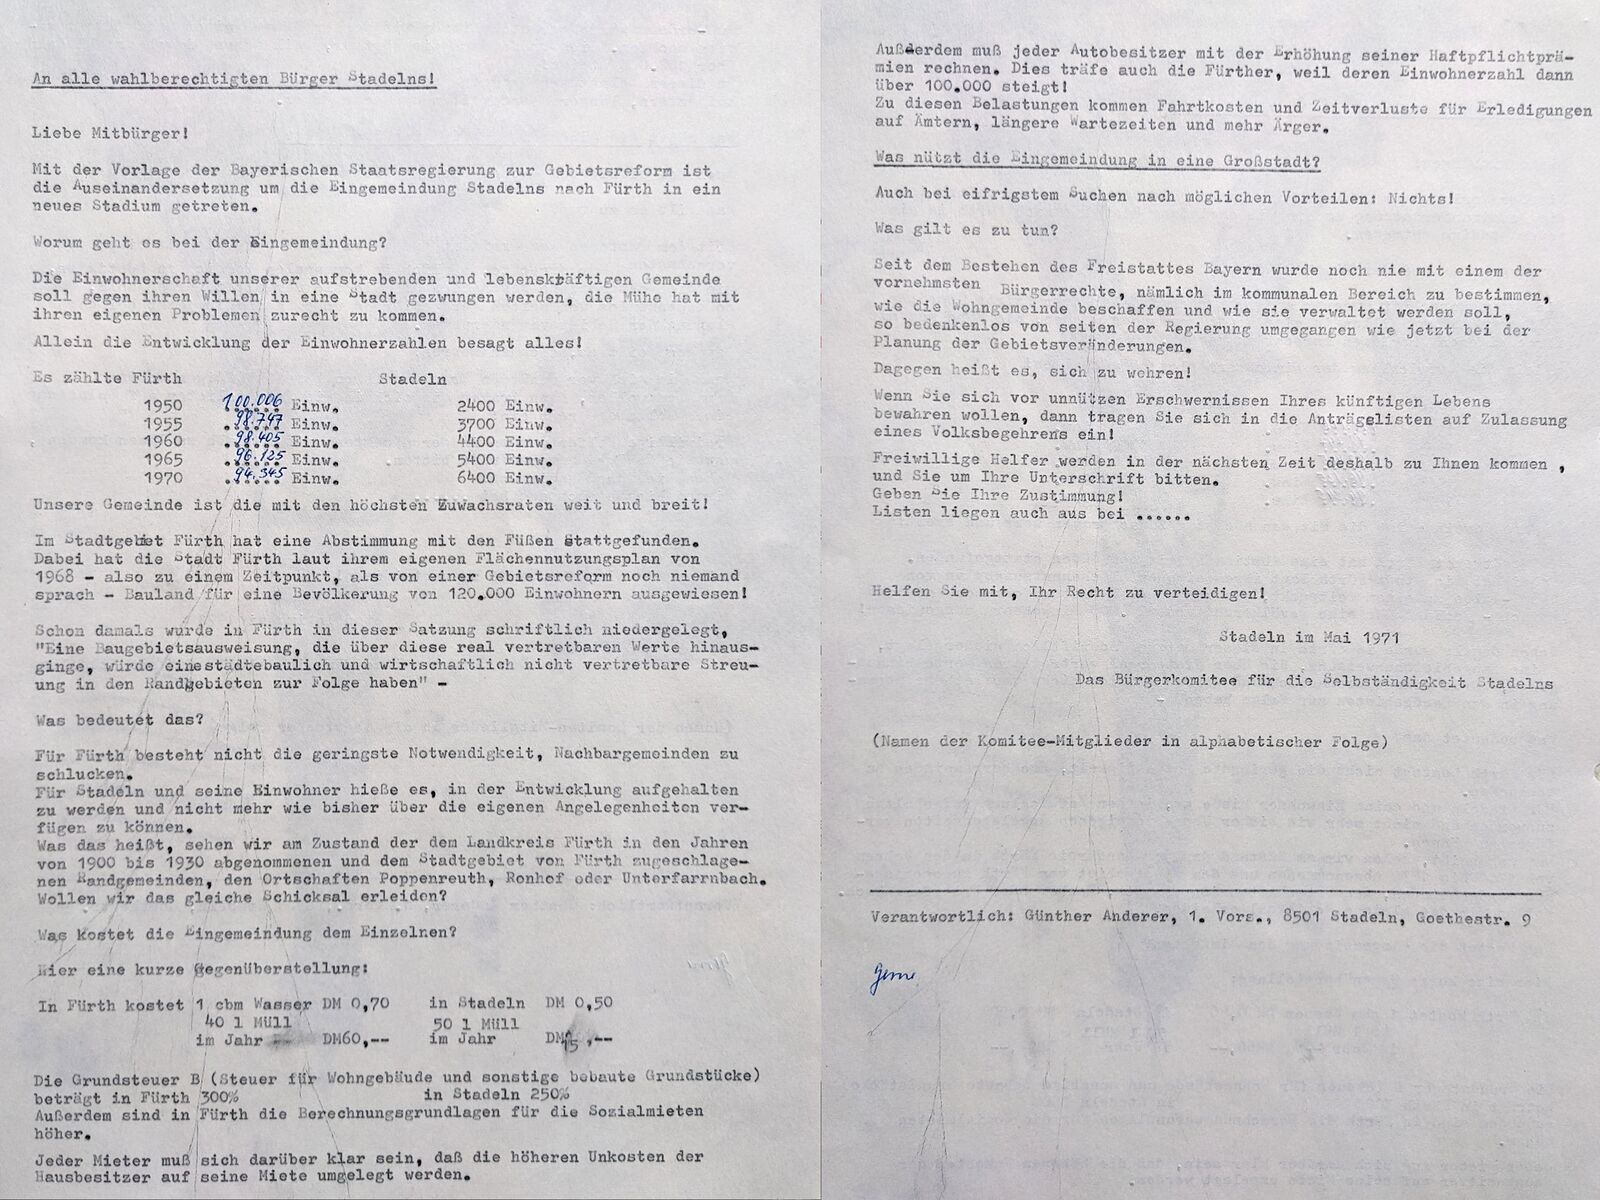 An alle wahlberechtigten Bürger Stadelns!
Liebe Mitbürger!
Mit der Vorlage der Bayerischen Staatsregierung zur Gebietsreform ist
die Auseinandersetzung um die Eingemeindung Stadelns nach Fürth in ein
neues Stadium getreten.
Worum geht es bei der Eingemeindung?
Die Einwohnerschaft unserer aufstrebenden und lebenskräftigen Gemeinde
soll gegen ihren Willen in eine Stadt gezwungen werden, die Mühe hat mit
ihren eigenen Problemen zurecht zu kommen.
Allein die Entwicklung der Einwohnerzahlen besagt alles!
Es zählte Fürth Stadeln
1950 100.006 Einw. 2400 Einw.
1955 98.747 Einw. 3700 Einw.
1960 98.405 Einw. 4400 Einw.
1965 96.125 Einw. 5400 Einw.
1970 94.345 Einw. 6400 Einw.
Unsere Gemeinde ist die mit den höchsten Zuwachsraten weit und breit!
Im Stadtgebiet Fürth hat eine Abstimmung mit den Füßen stattgefunden.
Dabei hat die Stadt Fürth laut ihrem eigenen Flächennutzungsplan von
1968 - also zu einem Zeitpunkt, als von einer Gebietsreform noch niemand
sprach - Bauland für eine Bevölkerung von 120.000 Einwohnern ausgewiesen!
Schon damals wurde in Fürth in dieser Satzung schriftlich niedergelegt,
"Eine Baugebietsausweisung, die über diese real vertretbaren Werte hinaus-
ginge, würde einestädtebaulich und wirtschaftlich nicht vertretbare Streu-
ung in den Randgebieten zur Folge haben" -
Was bedeutet das?
Für Fürth besteht nicht die geringste Notwendigkeit, Nachbargemeinden zu
schlucken.
Für Stadeln und seine Einwohner hieße es, in der Entwicklung aufgehalten
zu werden und nicht mehr wie bisher über die eigenen Angelegenheiten ver-
fügen zu können.
Was das heißt, sehen wir am Zustand der dem Landkreis Fürth in den Jahren
von 1900 bis 1930 abgenommenen und dem Stadtgebiet von Fürth zugeschlage-
nen Randgemeinden, den Ortschaften Poppenreuth, Ronhof oder Unterfarrnbach.
Wollen wir das gleiche Schicksal erleiden?
Was kostet die Eingemeindung dem Einzelnen?
Hier eine kurze Gegenüberstellung:
In Fürth kostet 1 cbm Wasser DM 0,70 in Stadeln DM 0,50
40 l Müll 50 l Müll
im Jahr DM60,-- im Jahr DM 15,--
Die Grundsteuer B (Steuer für Wohngebäude und sonstige bebaute Grundstücke)
beträgt in Fürth 300% in Stadeln 250%
Außerdem sind in Fürth die Berechnungsgrundlagen für die Sozialmieten
höher.
Jeder Mieter muß sich darüber klar sein, daß die höheren Unkosten der
Hausbesitzer auf seine Miete umgelegt werden.
Außerdem muß jeder Autobesitzer mit der Erhöhung seiner Haftpflichtprä-
mien rechnen. Dies träfe auch die Fürther, weil deren Einwohnerzahl dann
über 100.000 steigt!
Zu diesen Belastungen kommen Fahrtkosten und Zeitverluste für Erledigungen
auf Ämtern, längere Wartezeiten und mehr Ärger.
Was nützt die Eingemeindung in eine Großstadt?
Auch bei eifrigstem Suchen nach möglichen Vorteilen: Nichts!
Was gilt es zu tun?
Seit dem Bestehen des Freistattes Bayern wurde noch nie mit einem der
vornehmsten Bürgerrechte, nämlich im kommunalen Bereich zu bestimmen,
wie die Wohngemeinde beschaffen und wie sie verwaltet werden soll,
so bedenkenlos von seiten der Regierung umgegangen wie jetzt bei der
Planung der Gebietsveränderungen.
Dagegen heißt es, sich zu wehren!
Wenn Sie sich vor unnützen Erschwernissen Ihres künftigen Lebens
bewahren wollen, dann tragen Sie sich in die Anträgelisten auf Zulassung
eines Volksbegehrens ein!
Freiwillige Helfer werden in der nächsten Zeit deshalb zu Ihnen kommen ,
und Sie um Ihre Unterschrift bitten.
Geben Sie Ihre Zustimmung!
Listen liegen auch aus bei ......
Helfen Sie mit, Ihr Recht zu verteidigen!
Stadeln im Mai 1971
Das Bürgerkomitee für die Selbständigkeit Stadelns
(Namen der Komitee-Mitglieder in alphabetischer Folge)
Verantwortlich: Günther Anderer, 1. Vors., 8501 Stadeln, Goethestr. 9